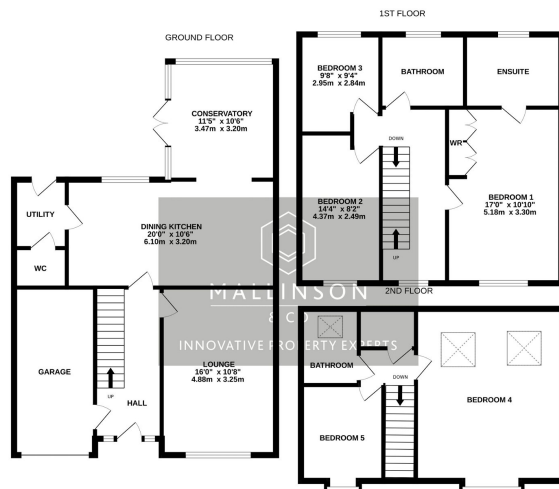 GROUND FLOOR
CONSERVATORY
11'5" x 10'6"
3.47m x 3.20m
UTILITY
DINING KITCHEN
20'0" x 10'6"
6.10m x 3.20m
WC
GARAGE
UP
HALL
LOUNGE
16'0" x 10'8"
4.88m x 3.25m
1ST FLOOR
BEDROOM 3
9'8" x 9'4"
2.95m x 2.84m
BATHROOM
ENSUITE
DOWN
WR
BEDROOM 2
14'4" x 8'2"
4.37m x 2.49m
BEDROOM 1
17'0" x 10'10"
5.18m x 3.30m
UP
2ND FLOOR
BATHROOM
DOWN
BEDROOM 4
BEDROOM 5
MALLINSON
& CO
INNOVATIVE PROPERTY EXPERTS